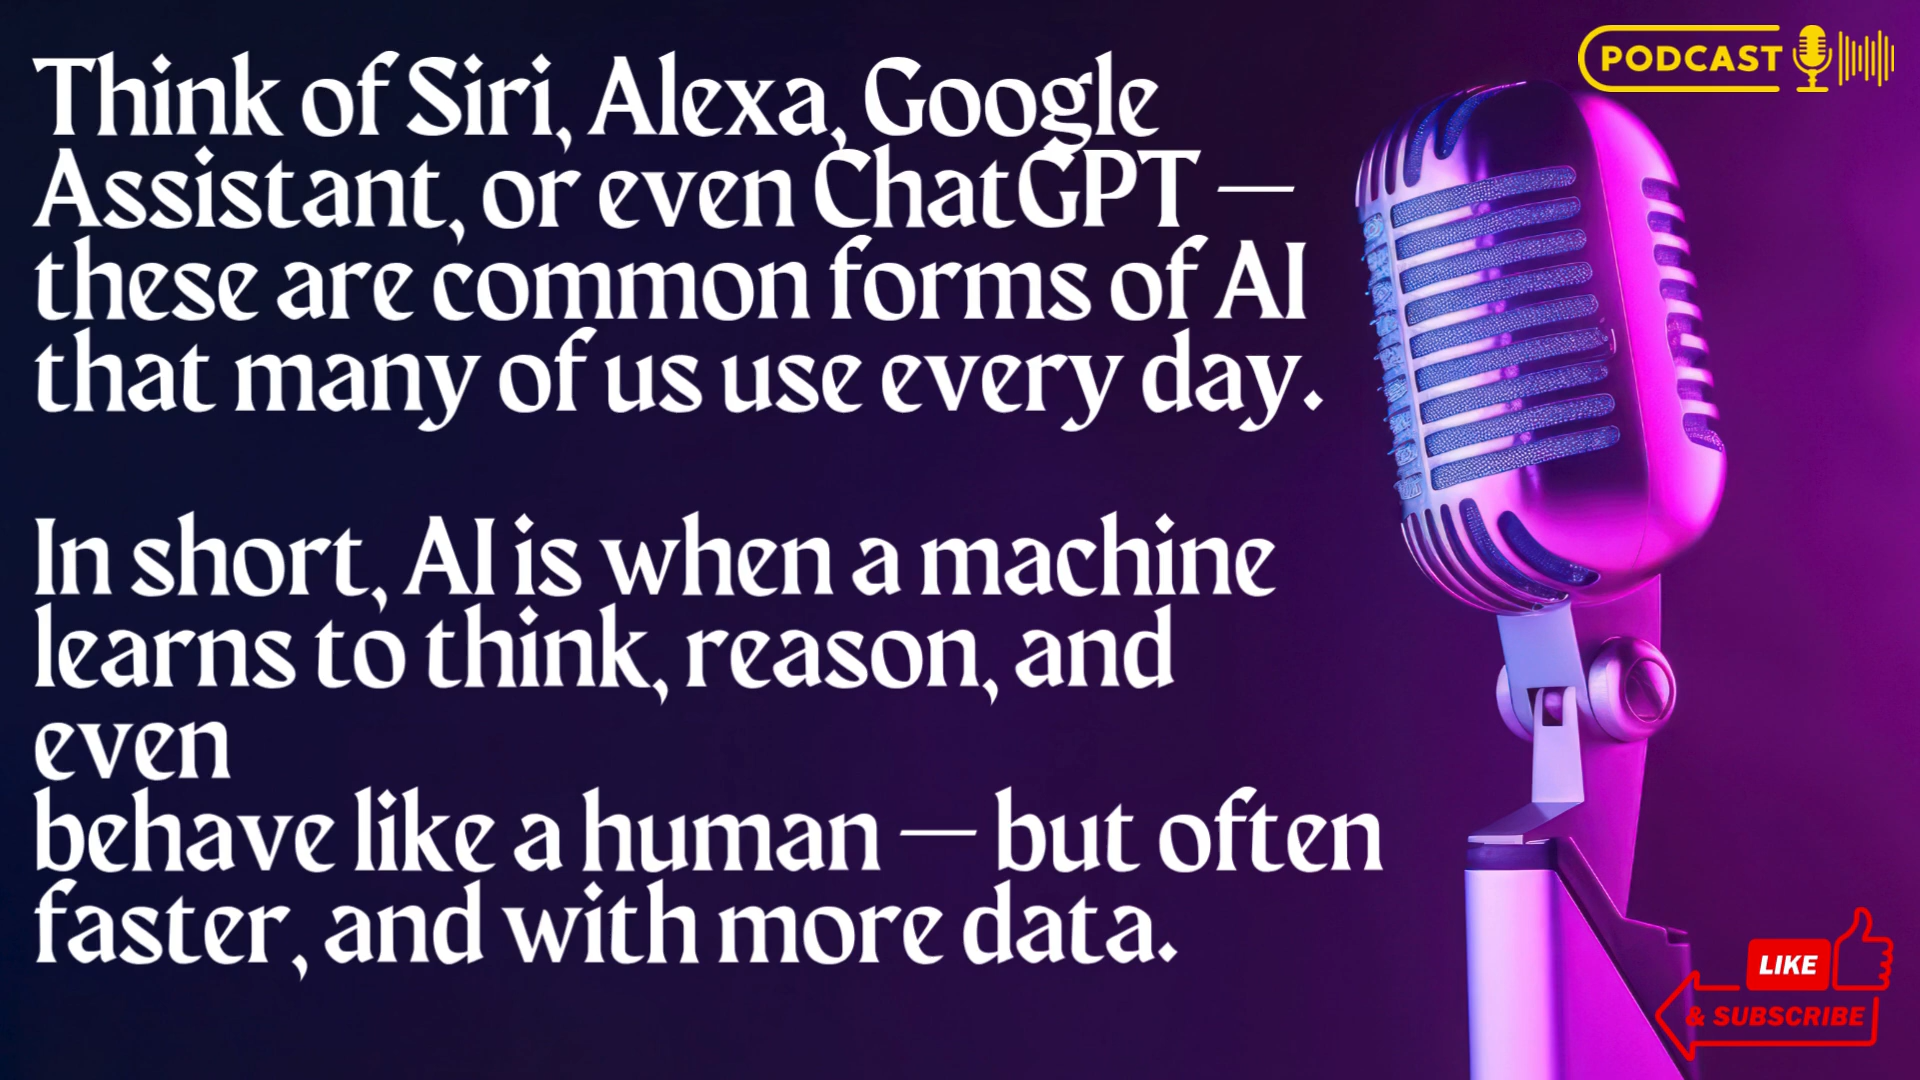 Think of Siri, Alexa, Google
Assistant, or even ChatGPT —
these are common forms of AI
that many of us use every day.
In short, AI is when a machine
learns to think, reason, and
even
behave like a human — but often
faster, and with more data.
PODCAST
LIKE
& SUBSCRIBE